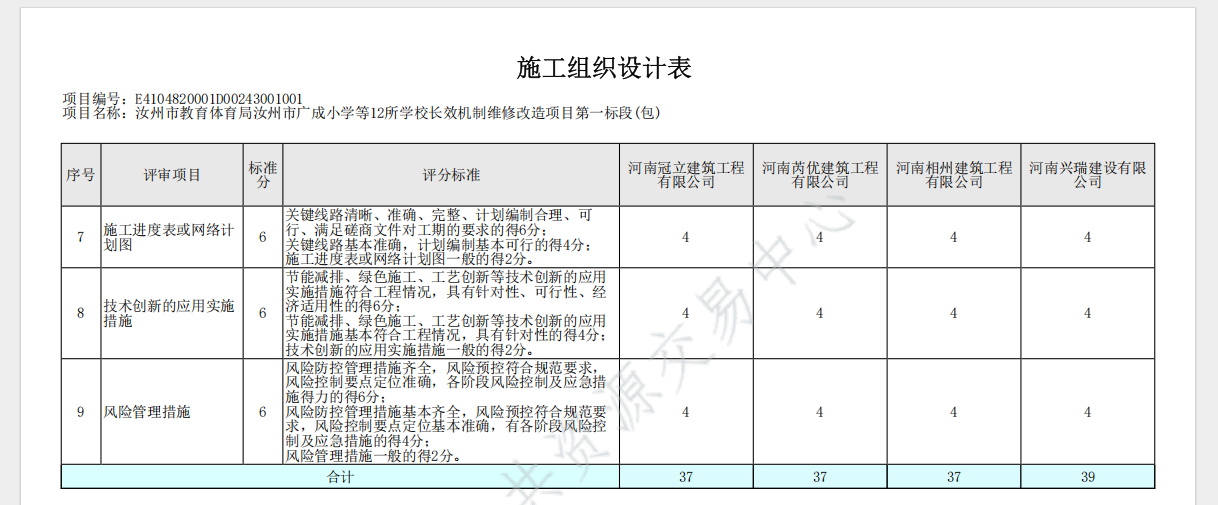 施工组织设计表
项目编号：E4104820001D00243001001
项目名称：汝州市教育体育局汝州市广成小学等12所学校长效机制维修改造项目第一标段(包)
序号 评审项目 标准分 评分标准 河南冠立建筑工程有限公司 河南芮优建筑工程有限公司 河南相州建筑工程有限公司 河南兴瑞建设有限公司
7 施工进度表或网络计划图 6
关键线路清晰、准确、完整、计划编制合理、可
行、满足磋商文件对工期的要求的得6分；
关键线路基本准确，计划编制基本可行的得4分；
施工进度表或网络计划图一般的得2分。
4 4 4 4
8 技术创新的应用实施措施 6
节能减排、绿色施工、工艺创新等技术创新的应用
实施措施符合工程情况，具有针对性、可行性、经
济适用性的得6分；
节能减排、绿色施工、工艺创新等技术创新的应用
实施措施基本符合工程情况，具有针对性的得4分；
技术创新的应用实施措施一般的得2分。
4 4 4 4
9 风险管理措施 6
风险防控管理措施齐全，风险预控符合规范要求，
风险控制要点定位准确，各阶段风险控制及应急措
施得力的得6分；
风险防控管理措施基本齐全，风险预控符合规范要
求，风险控制要点定位基本准确，有各阶段风险控
制及应急措施的得4分；
风险管理措施一般的得2分。
4 4 4 4
合计 37 37 37 39
共资源交易中心